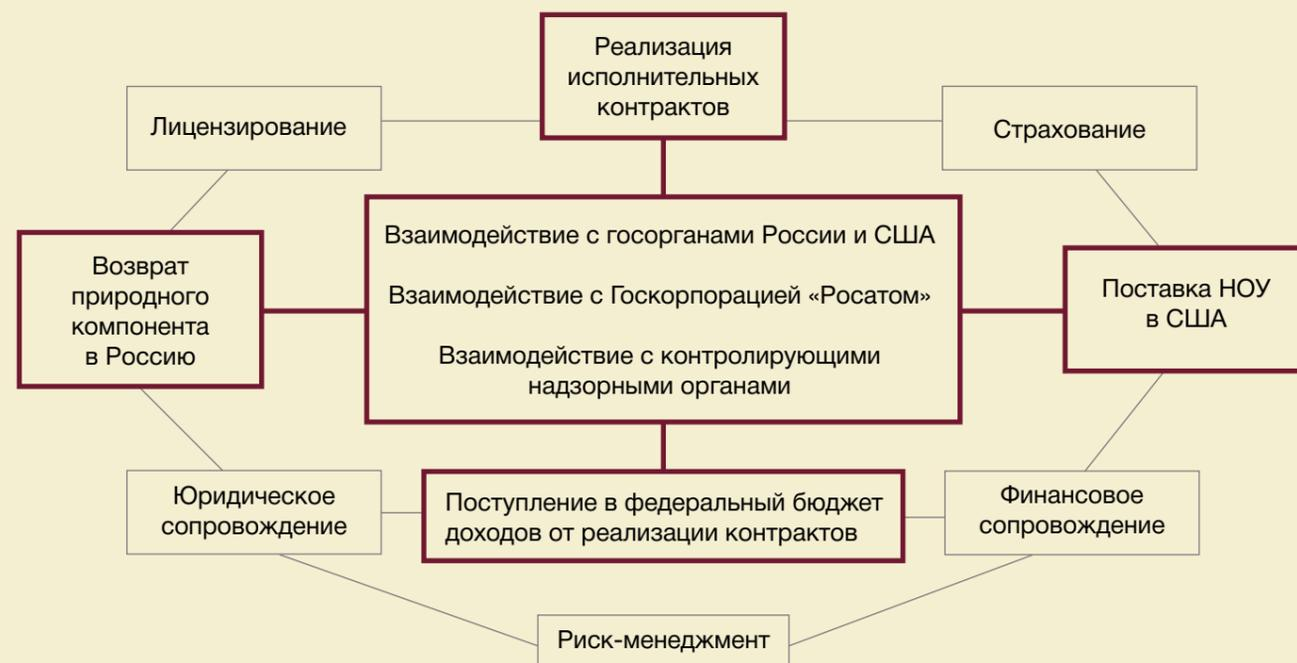 Реализация
исполнительных
контрактов
Лицензирование
Страхование
Взаимодействие с госорганами России и США
Взаимодействие с Госкорпорацией «Росатом»
Взаимодействие с контролирующими
надзорными органами
Возврат
природного
компонента
в Россию
Поставка НОУ
в США
Юридическое
сопровождение
Поступление в федеральный бюджет
доходов от реализации контрактов
Финансовое
сопровождение
Риск-менеджмент